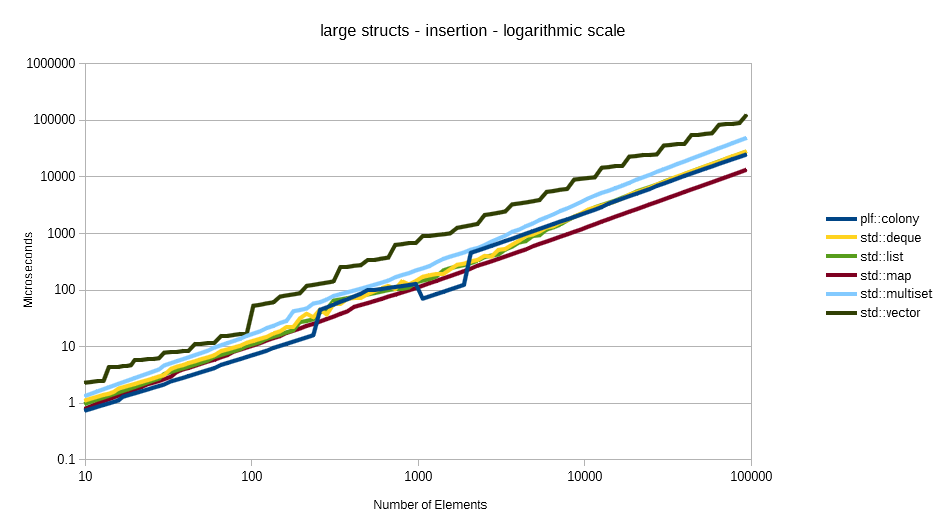 large structs - insertion - logarithmic scale
1000000
100000
10000
1000
100
10
1
0.1
10
100
1000
10000
100000
Microseconds
Number of Elements
plf::colony
std::deque
std::list
std::map
std::multiset
std::vector